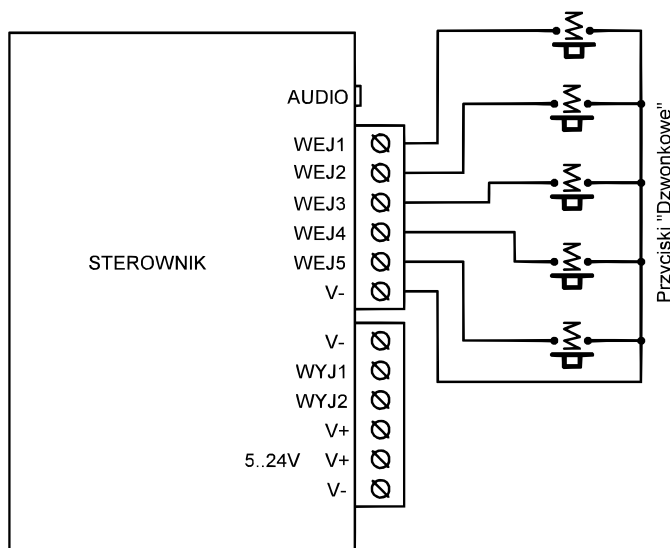 AUDIO
WEJ1
WEJ2
WEJ3
WEJ4
WEJ5
V-
STEROWNIK
V-
WYJ1
WYJ2
V+
5..24V V+
V-
Przyciski "Dzwonkowe"